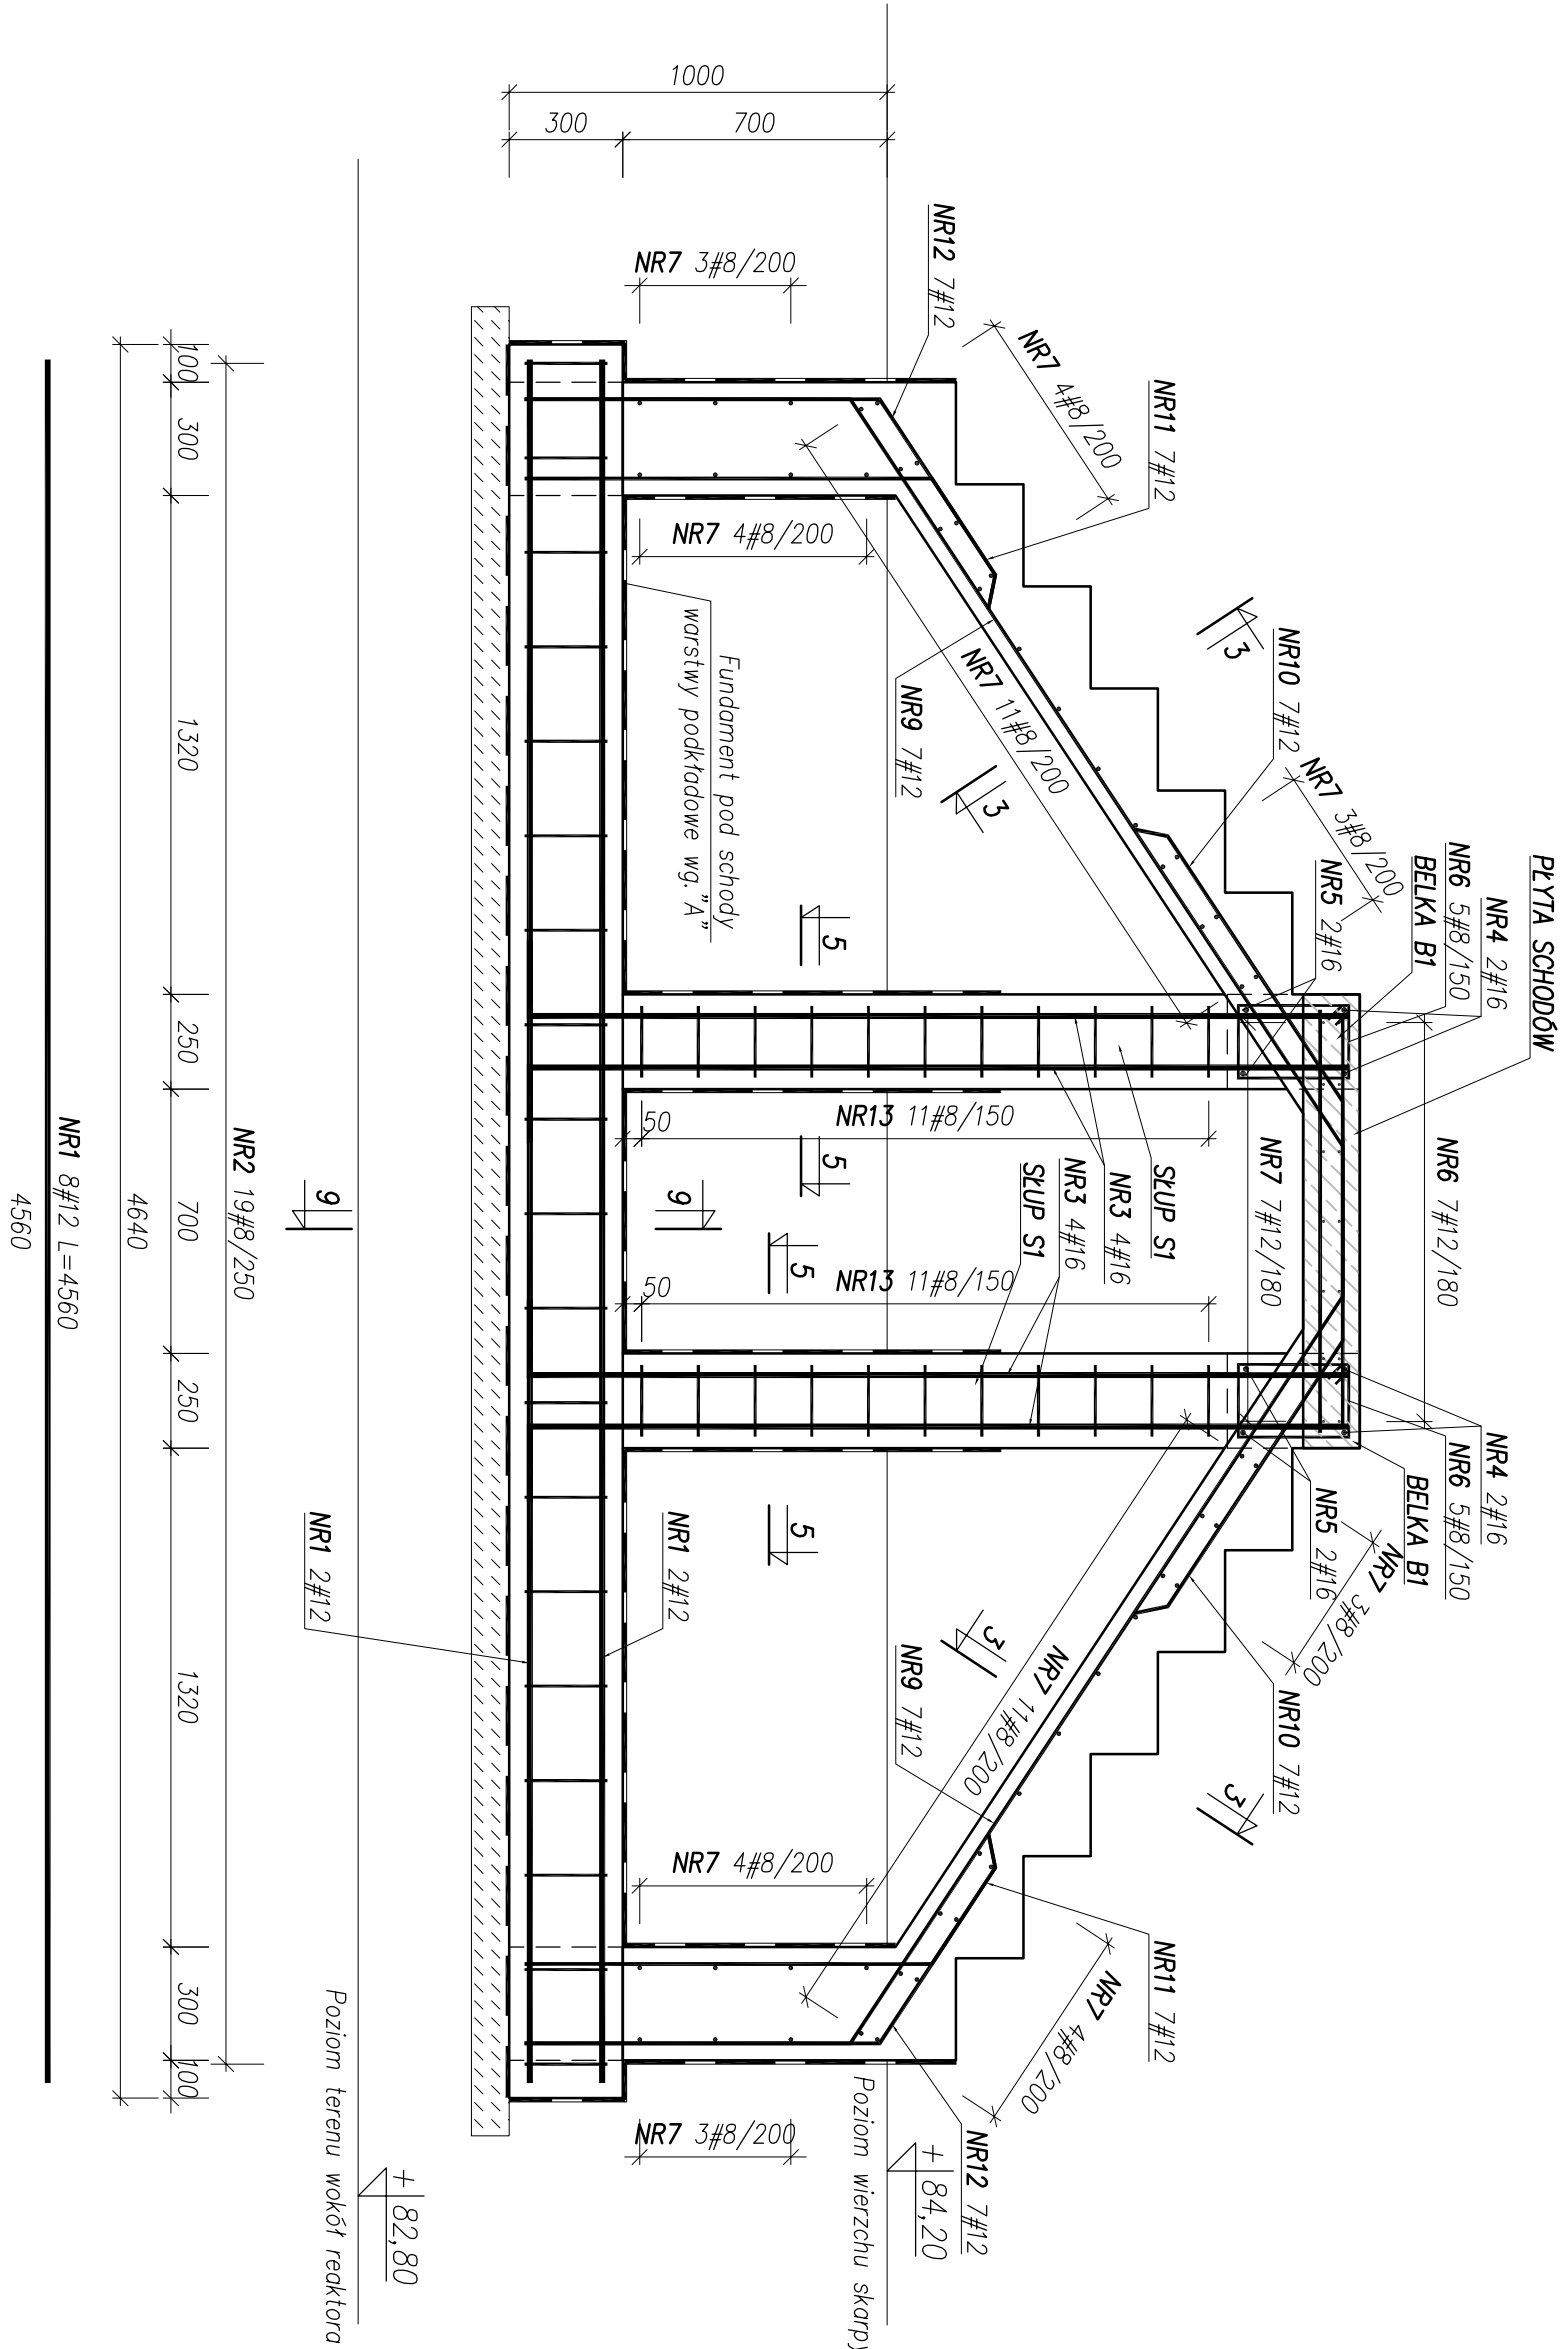 PŁYTA SCHODÓW
NR4 2#16
NR6 5#8/150
BELKA B1
NR5 2#16
NR7 3#8/200
NR10 7#12
3
NR11 7#12
NR7 4#8/200
NR12 7#12
NR7 3#8/200
1000
300
700
NR7 4#8/200
NR7 11#8/200
NR9 7#12
3
Fundament pod schody
warstwy podkładowe wg. "A"
5
5
5
5
NR6 7#12/180
NR7 7#12/180
50
NR13 11#8/150
SŁUP S1
NR3 4#16
NR3 4#16
SŁUP S1
50
NR13 11#8/150
9
9
NR4 2#16
NR6 5#8/150
BELKA B1
NR5 2#16
NR7 3#8/200
NR10 7#12
3
3
NR9 7#12
NR7 11#8/200
NR7 4#8/200
NR11 7#12
NR7 4#8/200
NR12 7#12
NR7 3#8/200
+ 84,20
Poziom wierzchu skarpy
+ 82,80
Poziom terenu wokół reaktora
NR1 2#12
NR1 2#12
NR2 19#8/250
100
300
1320
250
700
250
1320
300
100
4640
NR1 8#12 L=4560
4560